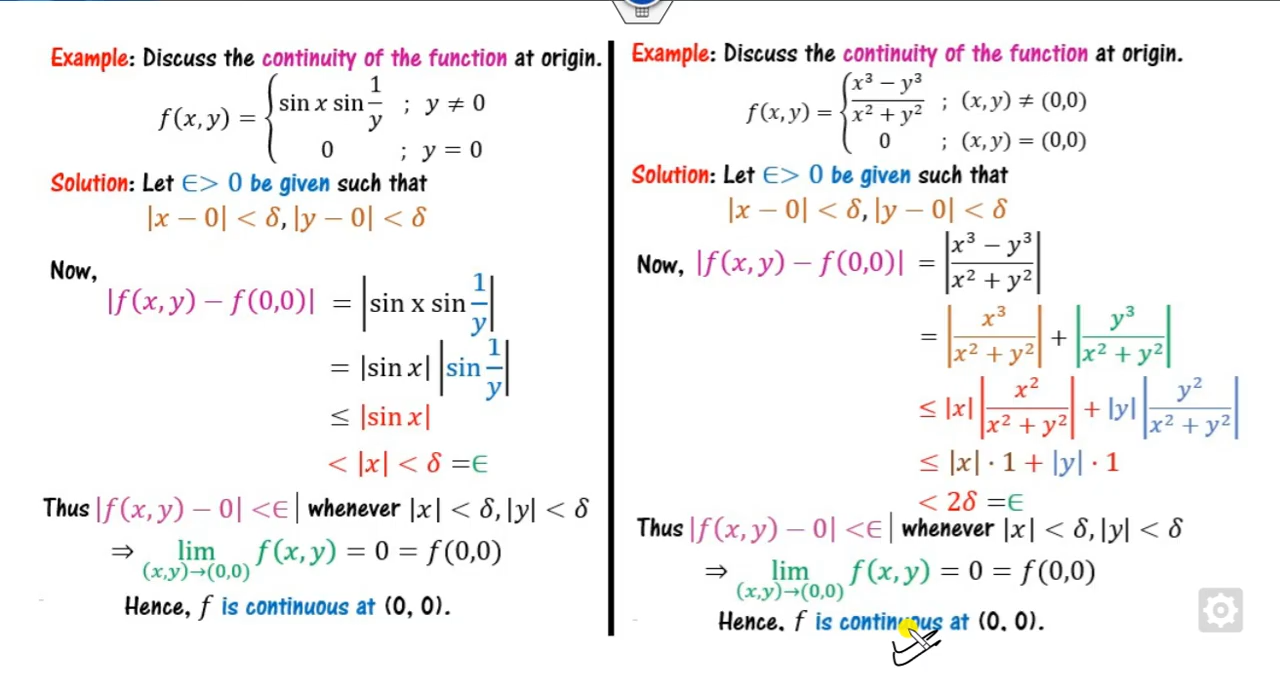 Example: Discuss the continuity of the function at origin.
f(x,y) = { sin x sin 1/y ; y ≠ 0
0 ; y = 0
Solution: Let ∈> 0 be given such that
|x − 0| < δ, |y − 0| < δ
Now,
|f(x,y) − f(0,0)| = |sin x sin 1/y|
= |sin x| |sin 1/y|
≤ |sin x|
< |x| < δ =∈
Thus |f(x,y) − 0| <∈| whenever |x| < δ, |y| < δ
⇒ lim (x,y)→(0,0) f(x,y) = 0 = f(0,0)
Hence, f is continuous at (0, 0).
Example: Discuss the continuity of the function at origin.
f(x,y) = { x³ − y³ / x² + y² ; (x,y) ≠ (0,0)
0 ; (x,y) = (0,0)
Solution: Let ∈> 0 be given such that
|x − 0| < δ, |y − 0| < δ
Now, |f(x,y) − f(0,0)| = |x³ − y³ / x² + y²|
= |x³ / x² + y²| + |y³ / x² + y²|
≤ |x| |x² / x² + y²| + |y| |y² / x² + y²|
≤ |x| · 1 + |y| · 1
< 2δ =∈
Thus |f(x,y) − 0| <∈| whenever |x| < δ, |y| < δ
⇒ lim (x,y)→(0,0) f(x,y) = 0 = f(0,0)
Hence, f is continuous at (0, 0).